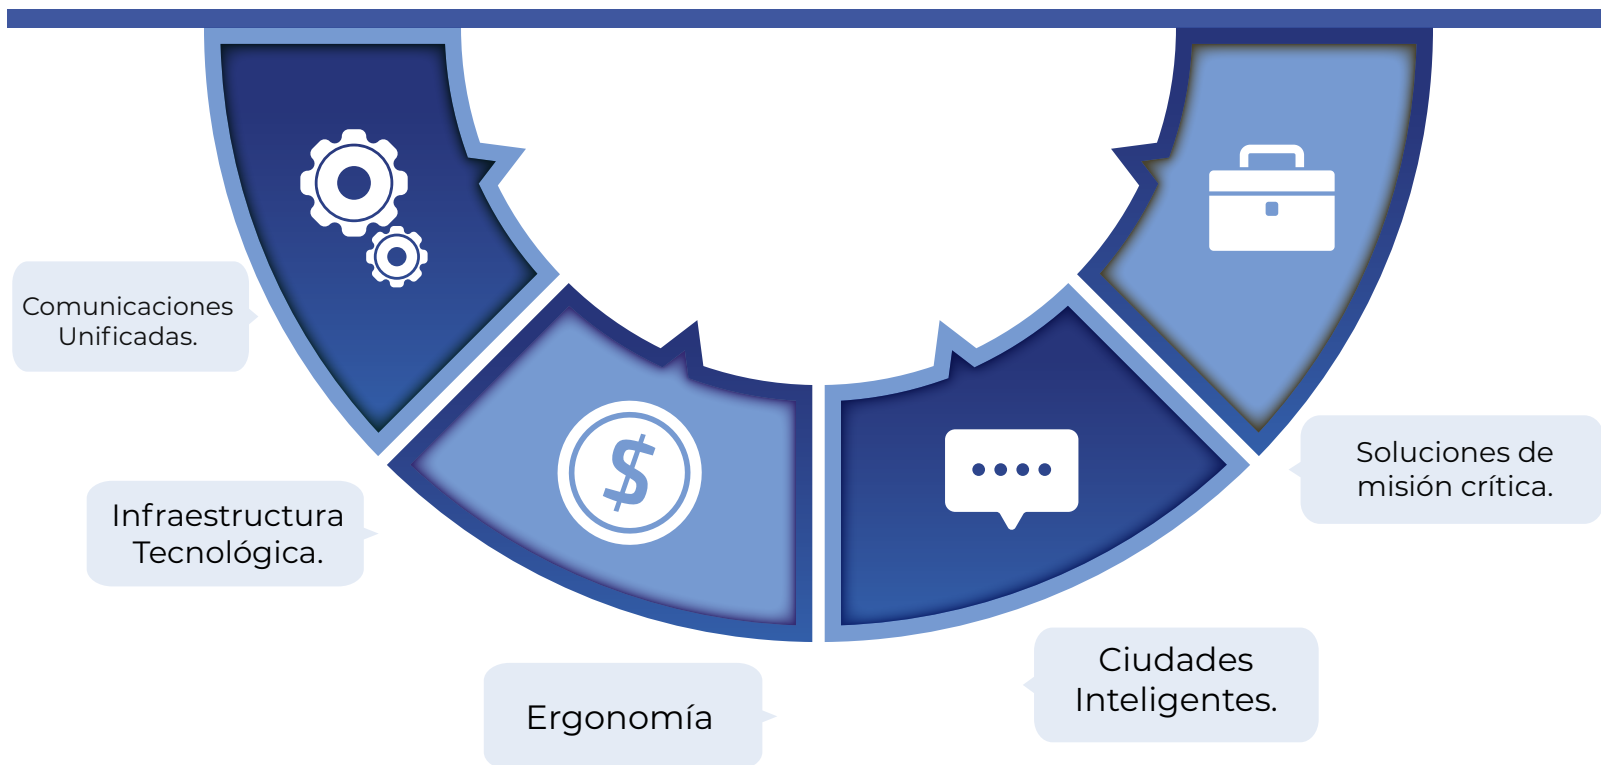 Comunicaciones
Unificadas.
Infraestructura
Tecnológica.
Ergonomía
Ciudades
Inteligentes.
Soluciones de
misión crítica.
$